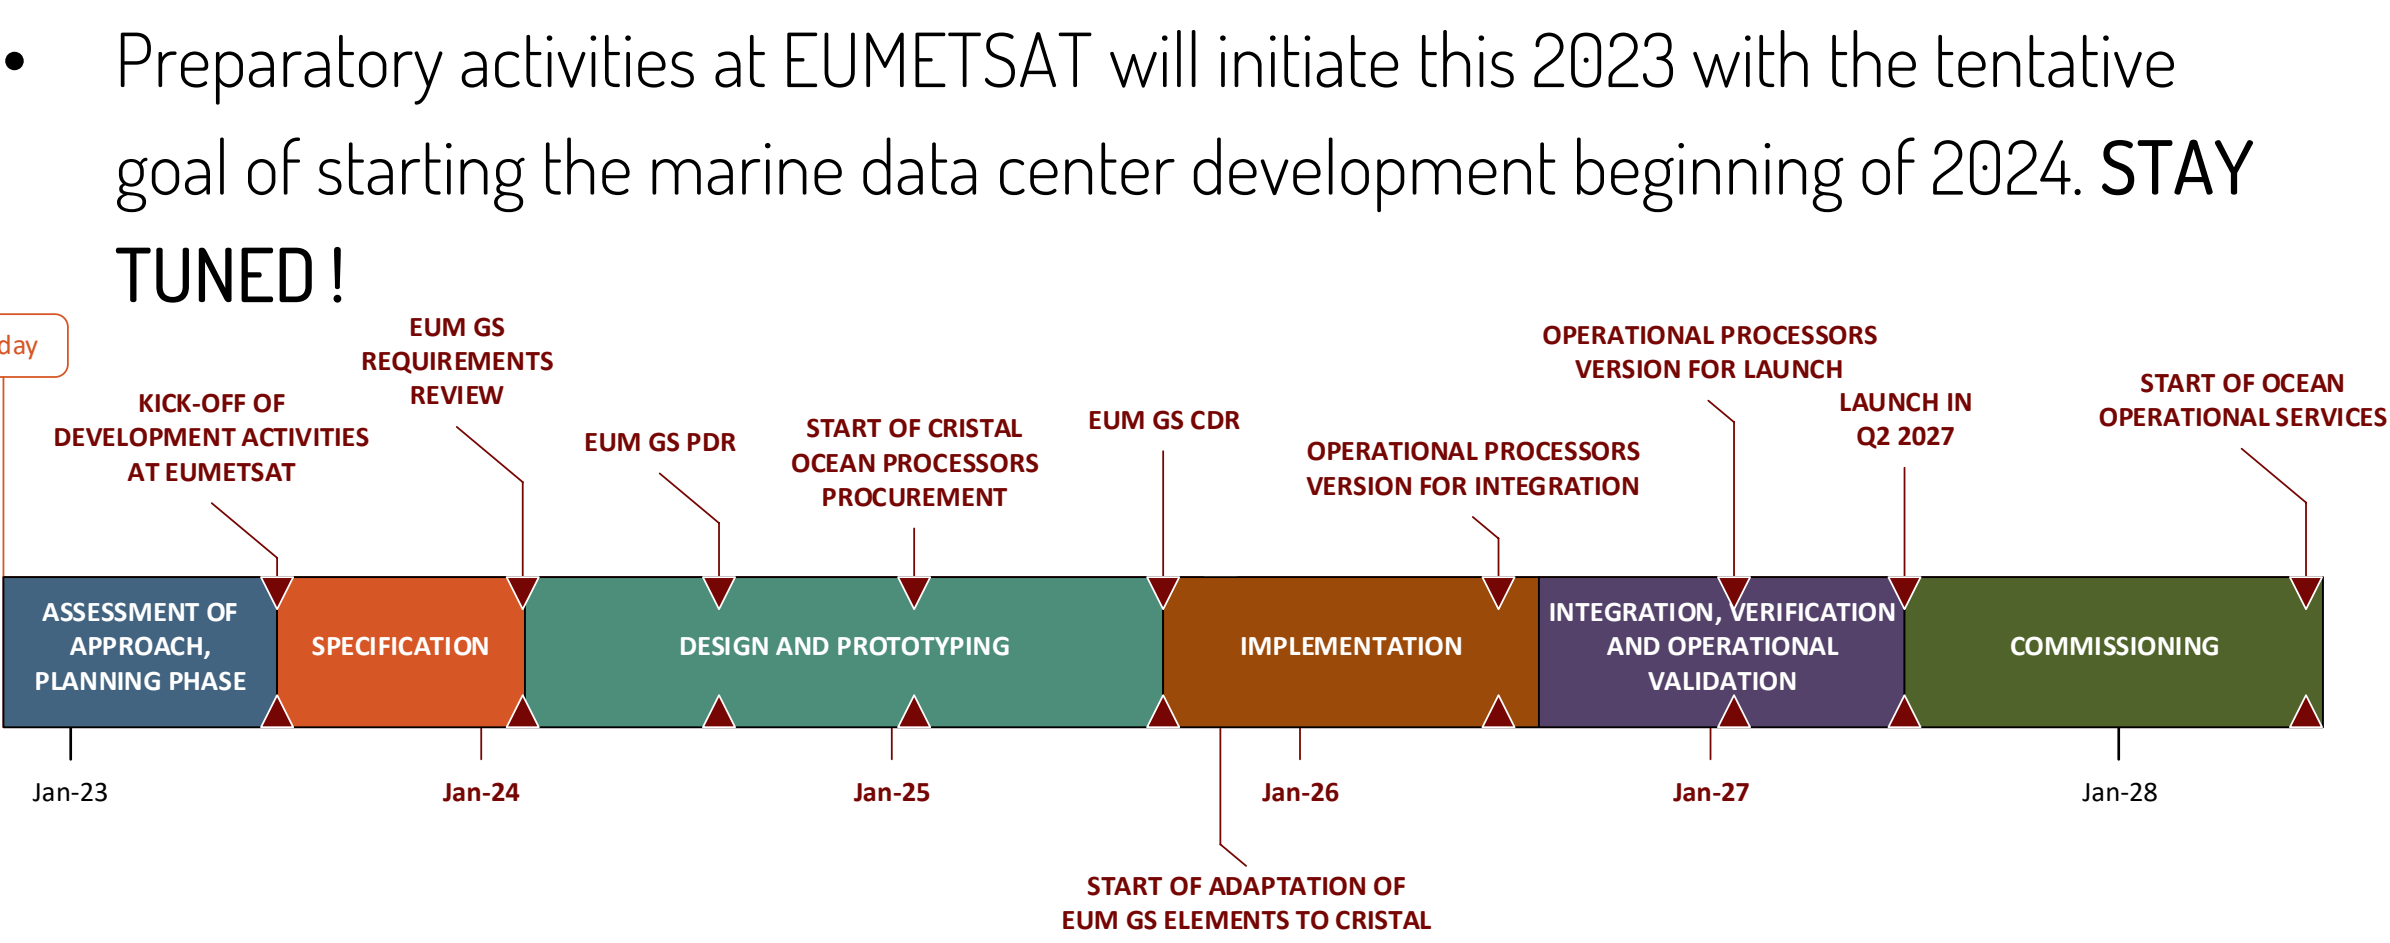 • Preparatory activities at EUMETSAT will initiate this 2023 with the tentative
goal of starting the marine data center development beginning of 2024. STAY
TUNED !
day
KICK-OFF OF
DEVELOPMENT ACTIVITIES
AT EUMETSAT
EUM GS
REQUIREMENTS
REVIEW
EUM GS PDR
START OF CRISTAL
OCEAN PROCESSORS
PROCUREMENT
EUM GS CDR
OPERATIONAL PROCESSORS
VERSION FOR INTEGRATION
OPERATIONAL PROCESSORS
VERSION FOR LAUNCH
LAUNCH IN
Q2 2027
START OF OCEAN
OPERATIONAL SERVICES
ASSESSMENT OF
APPROACH,
PLANNING PHASE
SPECIFICATION
DESIGN AND PROTOTYPING
IMPLEMENTATION
INTEGRATION, VERIFICATION
AND OPERATIONAL
VALIDATION
COMMISSIONING
Jan-23
Jan-24
Jan-25
Jan-26
Jan-27
Jan-28
START OF ADAPTATION OF
EUM GS ELEMENTS TO CRISTAL